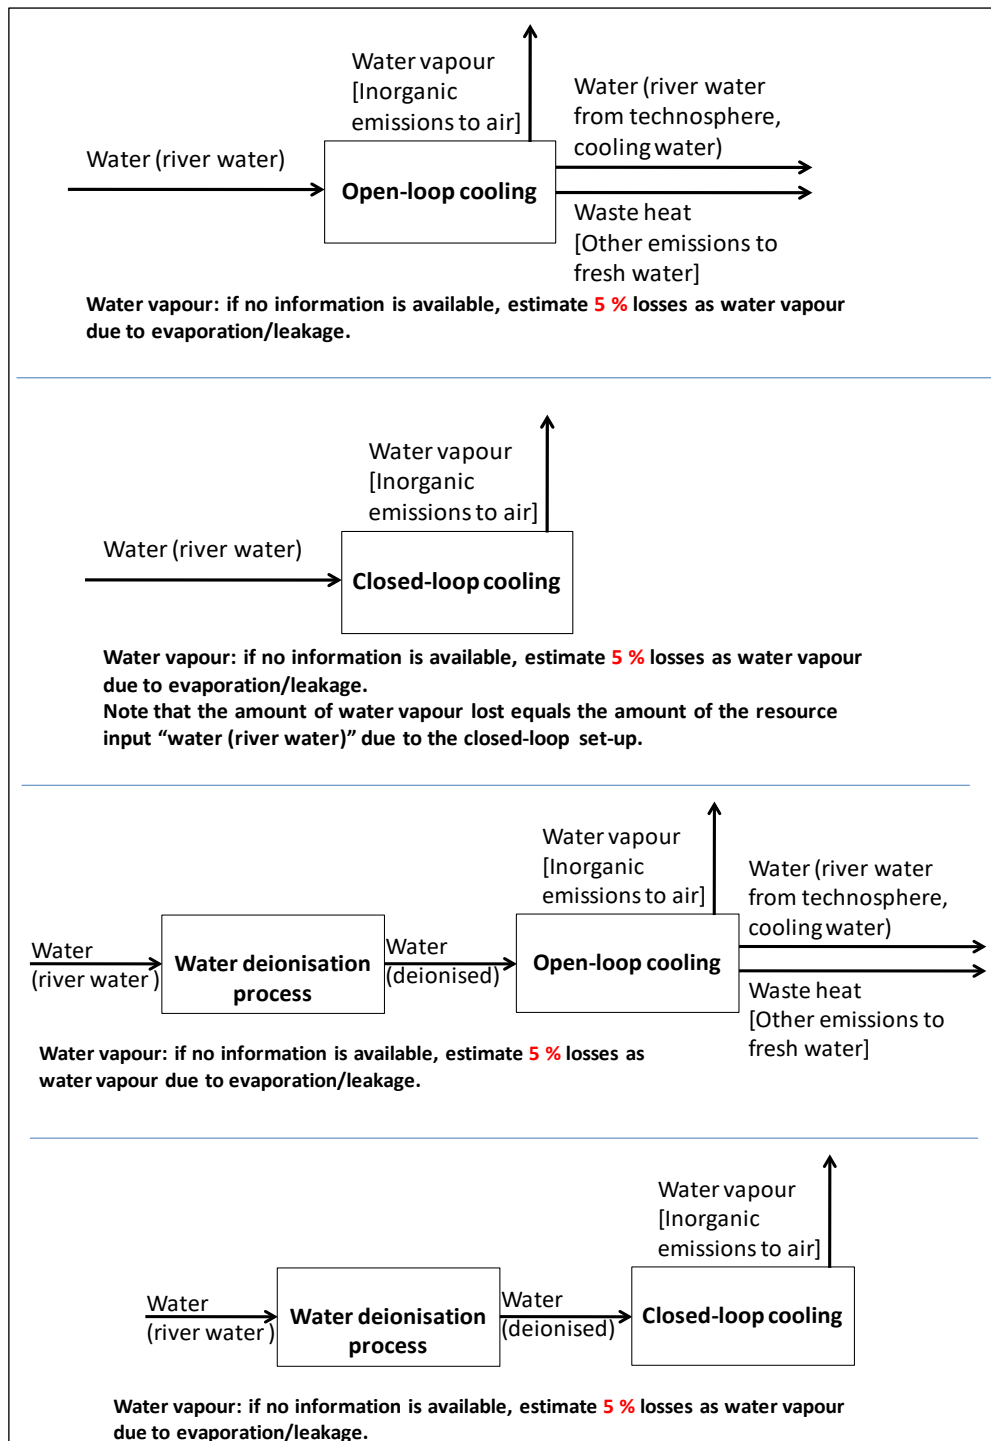 Water vapour
[Inorganic
emissions to air]
Water (river water
from technosphere,
cooling water)
Water (river water)
Open-loop cooling
Waste heat
[Other emissions to
fresh water]
Water vapour: if no information is available, estimate 5 % losses as water vapour
due to evaporation/leakage.
Water vapour
[Inorganic
emissions to air]
Water (river water)
Closed-loop cooling
Water vapour: if no information is available, estimate 5 % losses as water vapour
due to evaporation/leakage.
Note that the amount of water vapour lost equals the amount of the resource
input “water (river water)” due to the closed-loop set-up.
Water vapour
[Inorganic
emissions to air]
Water (river water
from technosphere,
cooling water)
Water
(river water )
Water deionisation
process
Water
(deionised)
Open-loop cooling
Waste heat
[Other emissions to
fresh water]
Water vapour: if no information is available, estimate 5 % losses as
water vapour due to evaporation/leakage.
Water vapour
[Inorganic
emissions to air]
Water
(river water )
Water deionisation
process
Water
(deionised)
Closed-loop cooling
Water vapour: if no information is available, estimate 5 % losses as water vapour
due to evaporation/leakage.